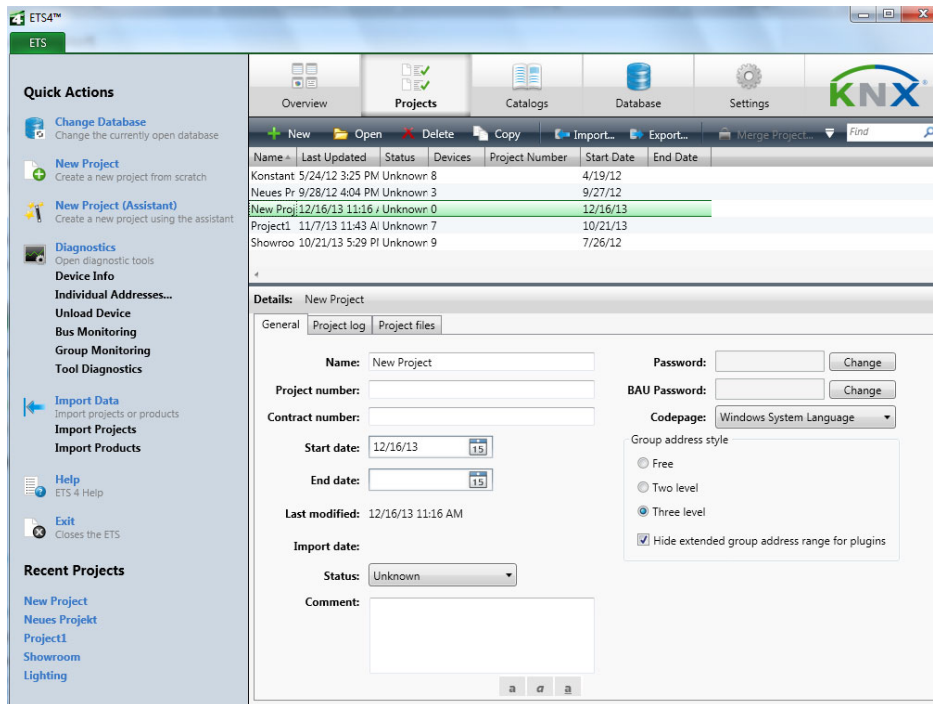 ETS4™
ETS
Quick Actions
Change Database
Change the currently open database
New Project
Create a new project from scratch
New Project (Assistant)
Create a new project using the assistant
Diagnostics
Open diagnostic tools
Device Info
Individual Addresses...
Unload Device
Bus Monitoring
Group Monitoring
Tool Diagnostics
Import Data
Import projects or products
Import Projects
Import Products
Help
ETS 4 Help
Exit
Closes the ETS
Recent Projects
New Project
Neues Projekt
Project1
Showroom
Lighting
Overview Projects Catalogs Database Settings KNX
New Open Delete Copy Import... Export... Merge Project... Find
Name Last Updated Status Devices Project Number Start Date End Date
Konstant 5/24/12 3:25 PM Unknown 8 4/19/12
Neues Pr 9/28/12 4:04 PM Unknown 3 9/27/12
New Proj 12/16/13 11:16 Unknown 0 12/16/13
Project1 11/7/13 11:43 A Unknown 7 10/21/13
Showroo 10/21/13 5:29 P Unknown 9 7/26/12
Details: New Project
General Project log Project files
Name: New Project
Project number:
Contract number:
Start date: 12/16/13 15
End date: 15
Last modified: 12/16/13 11:16 AM
Import date:
Status: Unknown
Comment:
a a a
Password: Change
BAU Password: Change
Codepage: Windows System Language
Group address style
Free
Two level
Three level
Hide extended group address range for plugins